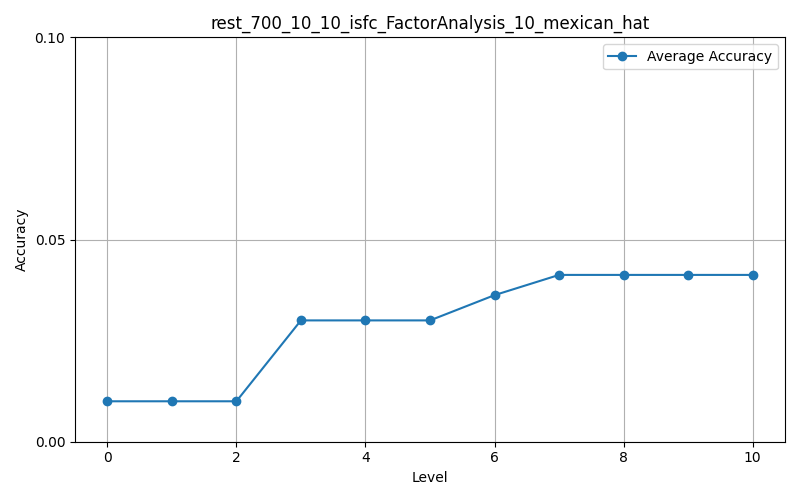 rest_700_10_10_isfc_FactorAnalysis_10_mexican_hat
Average Accuracy
0.10
0.05
0.00
Accuracy
0 2 4 6 8 10
Level